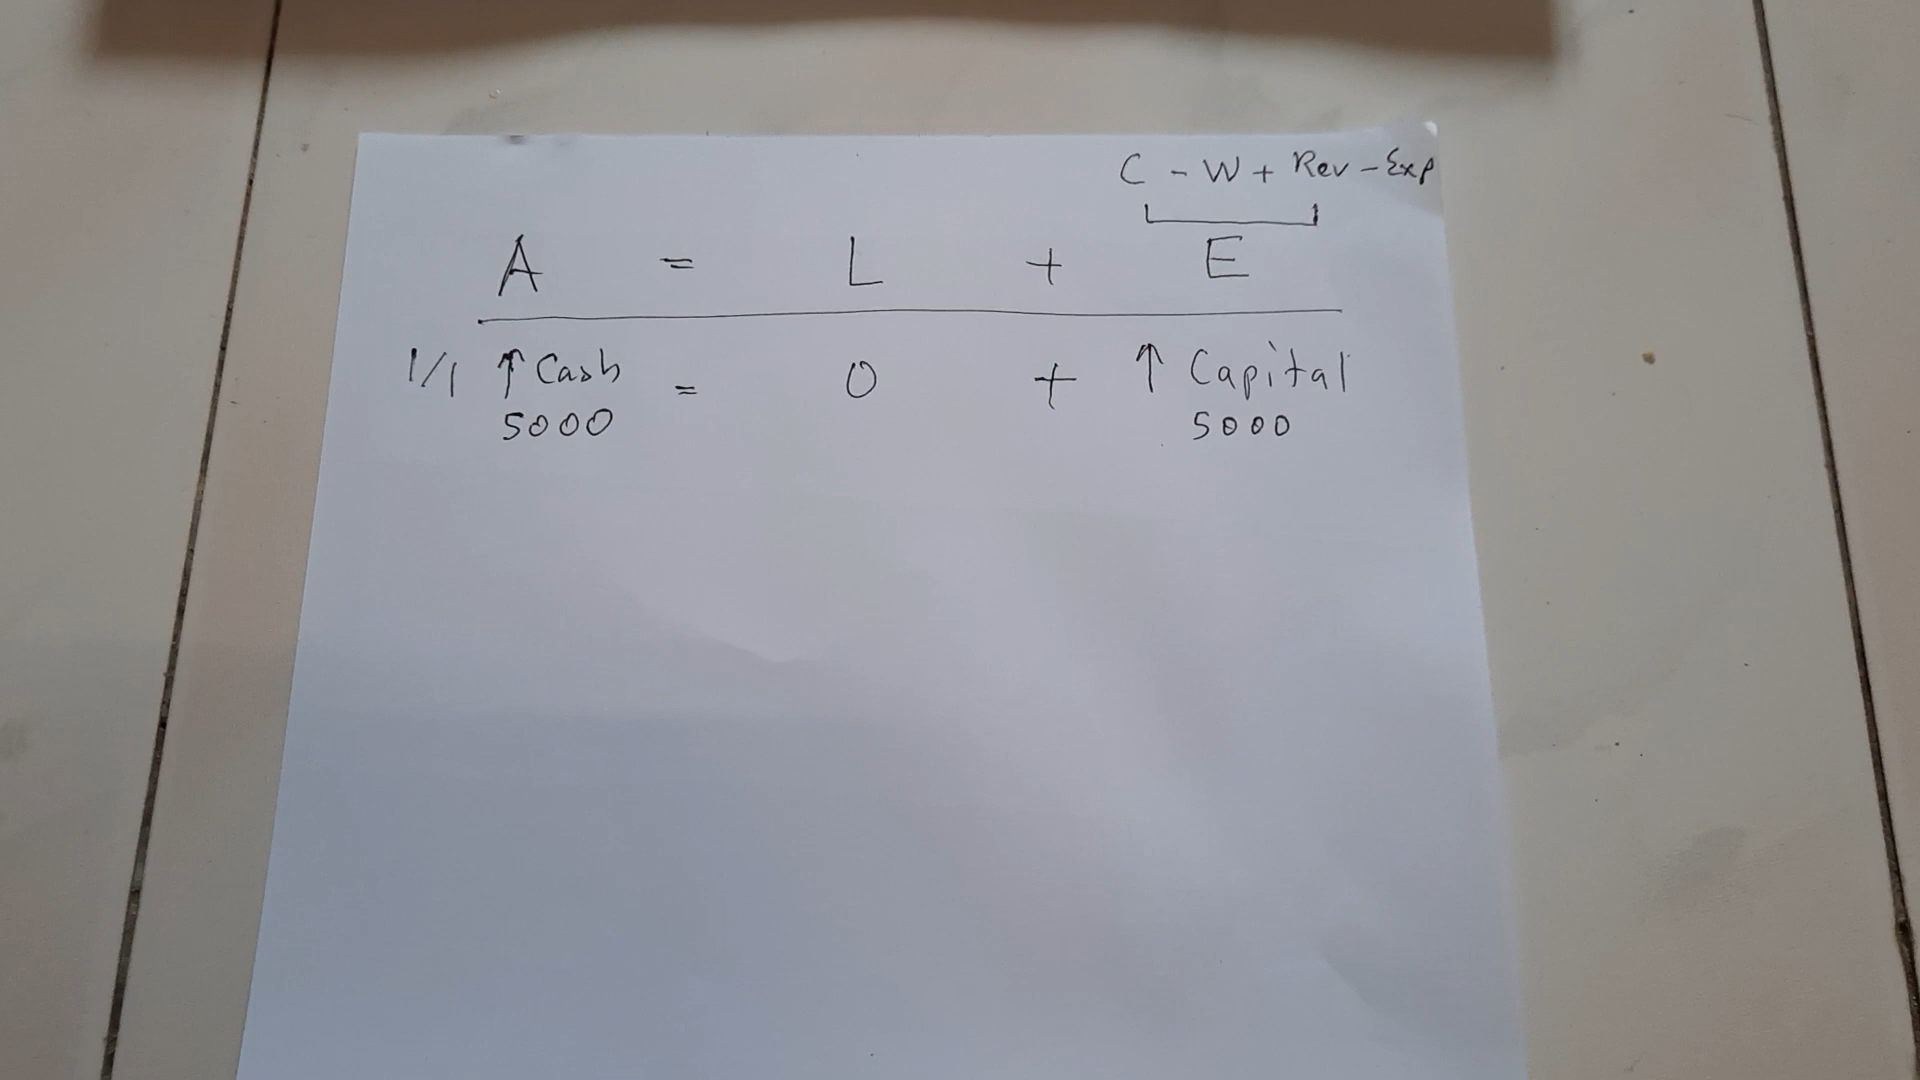 C - W + Rev - Exp
A = L + E
1/1 ↑ Cash = 0 + ↑ Capital
5000 5000